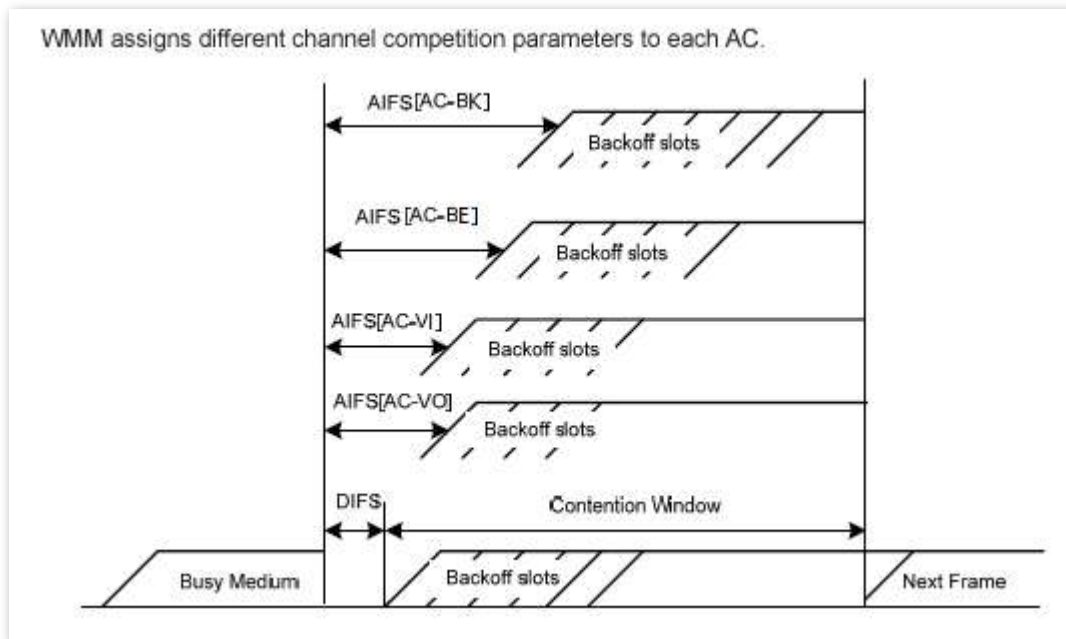 WMM assigns different channel competition parameters to each AC.
AIFS[AC-BK]
Backoff slots
AIFS[AC-BE]
Backoff slots
AIFS[AC-VI]
Backoff slots
AIFS[AC-VO]
Backoff slots
DIFS
Contention Window
Busy Medium
Backoff slots
Next Frame